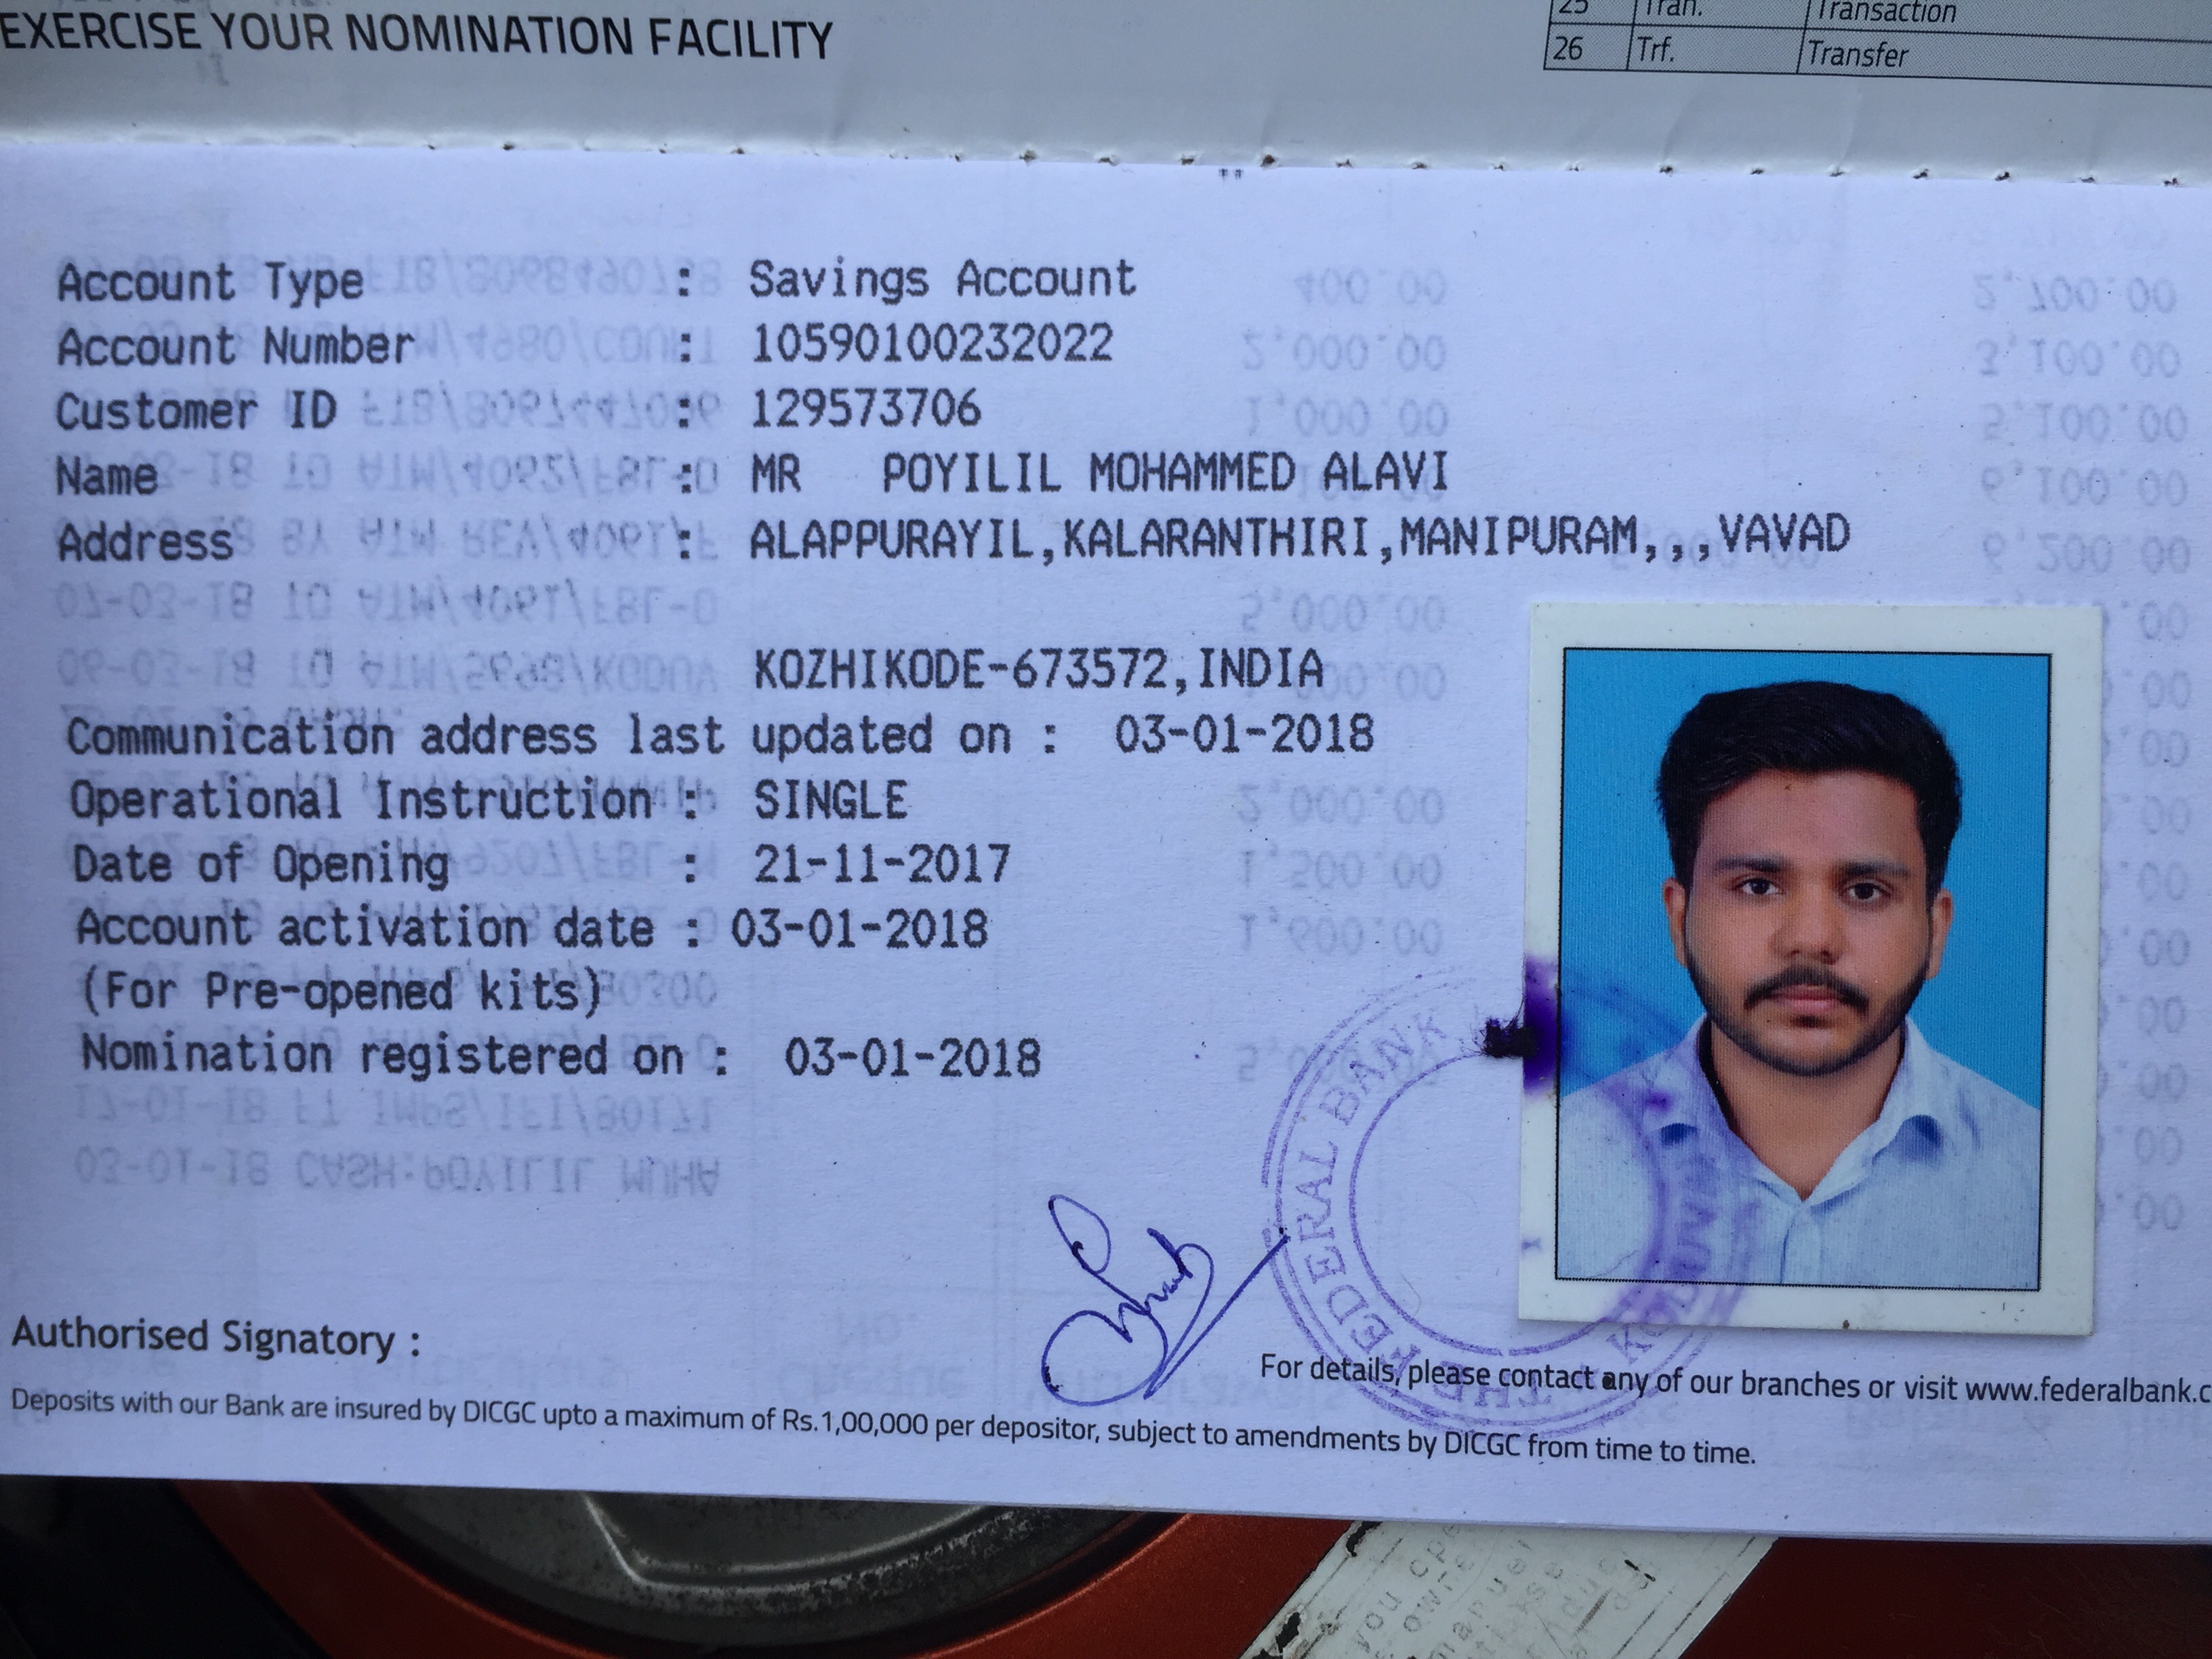 EXERCISE YOUR NOMINATION FACILITY
Tran. Transaction
26 Trf. Transfer
Account Type : Savings Account
Account Number : 10590100232022
Customer ID : 129573706
Name : MR POYILIL MOHAMMED ALAVI
Address : ALAPPURAYIL,KALARANTHIRI,MANIPURAM,,,VAVAD
KOZHIKODE-673572,INDIA
Communication address last updated on : 03-01-2018
Operational Instruction : SINGLE
Date of Opening : 21-11-2017
Account activation date : 03-01-2018
(For Pre-opened kits)
Nomination registered on : 03-01-2018
FEDERAL BANK
Authorised Signatory :
For details, please contact any of our branches or visit www.federalbank.c
Deposits with our Bank are insured by DICGC upto a maximum of Rs.1,00,000 per depositor, subject to amendments by DICGC from time to time.